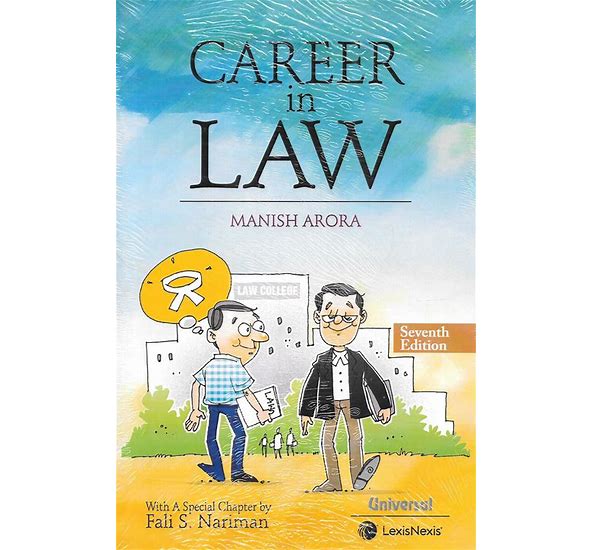 CAREER
in
LAW
MANISH ARORA
LAW COLLEGE
Seventh
Edition
LAW
With A Special Chapter by
Fali S. Nariman
Universal
LexisNexis®